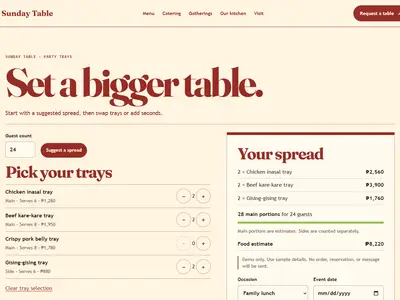 Sunday Table
Menu Catering Gatherings Our kitchen Visit
Request a table
SUNDAY TABLE · PARTY TRAYS
Set a bigger table.
Start with a suggested spread, then swap trays or add seconds.
Guest count
24
Suggest a spread
Pick your trays
Chicken inasal tray
Main · Serves 6 · ₱1,280
− 2 +
Beef kare-kare tray
Main · Serves 8 · ₱1,950
− 2 +
Crispy pork belly tray
Main · Serves 8 · ₱1,780
− 0 +
Ging-gising tray
Side · Serves 6 · ₱880
− 2 +
Clear tray selection
Your spread
2 × Chicken inasal tray ₱2,560
2 × Beef kare-kare tray ₱3,900
2 × Ging-gising tray ₱1,760
28 main portions for 24 guests
Main portions are estimates. Sides are counted separately.
Food estimate ₱8,220
Demo only. Use sample details. No order, reservation, or message will be sent.
Occasion
Family lunch
Event date
mm/dd/yyyy